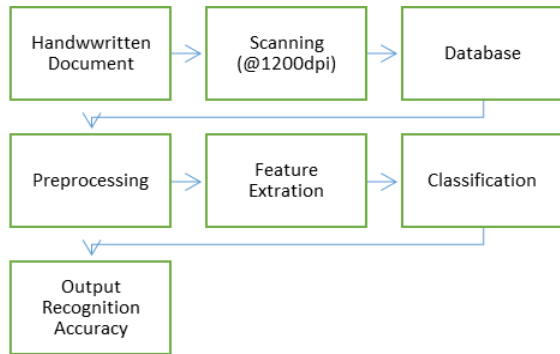 Handwwritten
Document
Scanning
(@1200dpi)
Database
Preprocessing
Feature
Extration
Classification
Output
Recognition
Accuracy